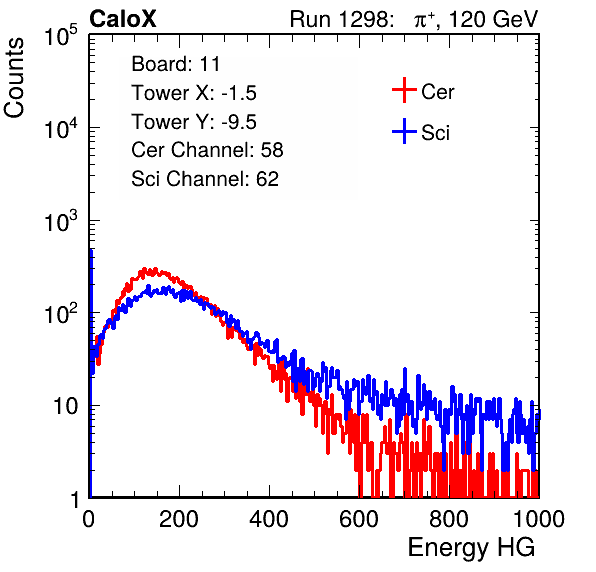 CaloX Run 1298: π⁺, 120 GeV
Counts
10⁵
10⁴
10³
10²
10
1
Board: 11
Tower X: -1.5
Tower Y: -9.5
Cer Channel: 58
Sci Channel: 62
Cer
Sci
0 200 400 600 800 1000
Energy HG